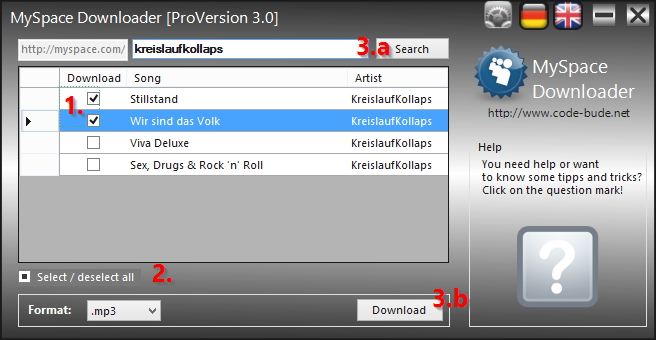 MySpace Downloader [ProVersion 3.0]
http://myspace.com/ kreislaufkollaps 3.a Search
Download Song Artist
1. Stillstand KreislaufKollaps
Wir sind das Volk KreislaufKollaps
Viva Deluxe KreislaufKollaps
Sex, Drugs & Rock 'n' Roll KreislaufKollaps
Select / deselect all 2.
Format: .mp3 Download 3.b
MySpace
Downloader
http://www.code-bude.net
Help
You need help or want
to know some tipps and tricks?
Click on the question mark!
?